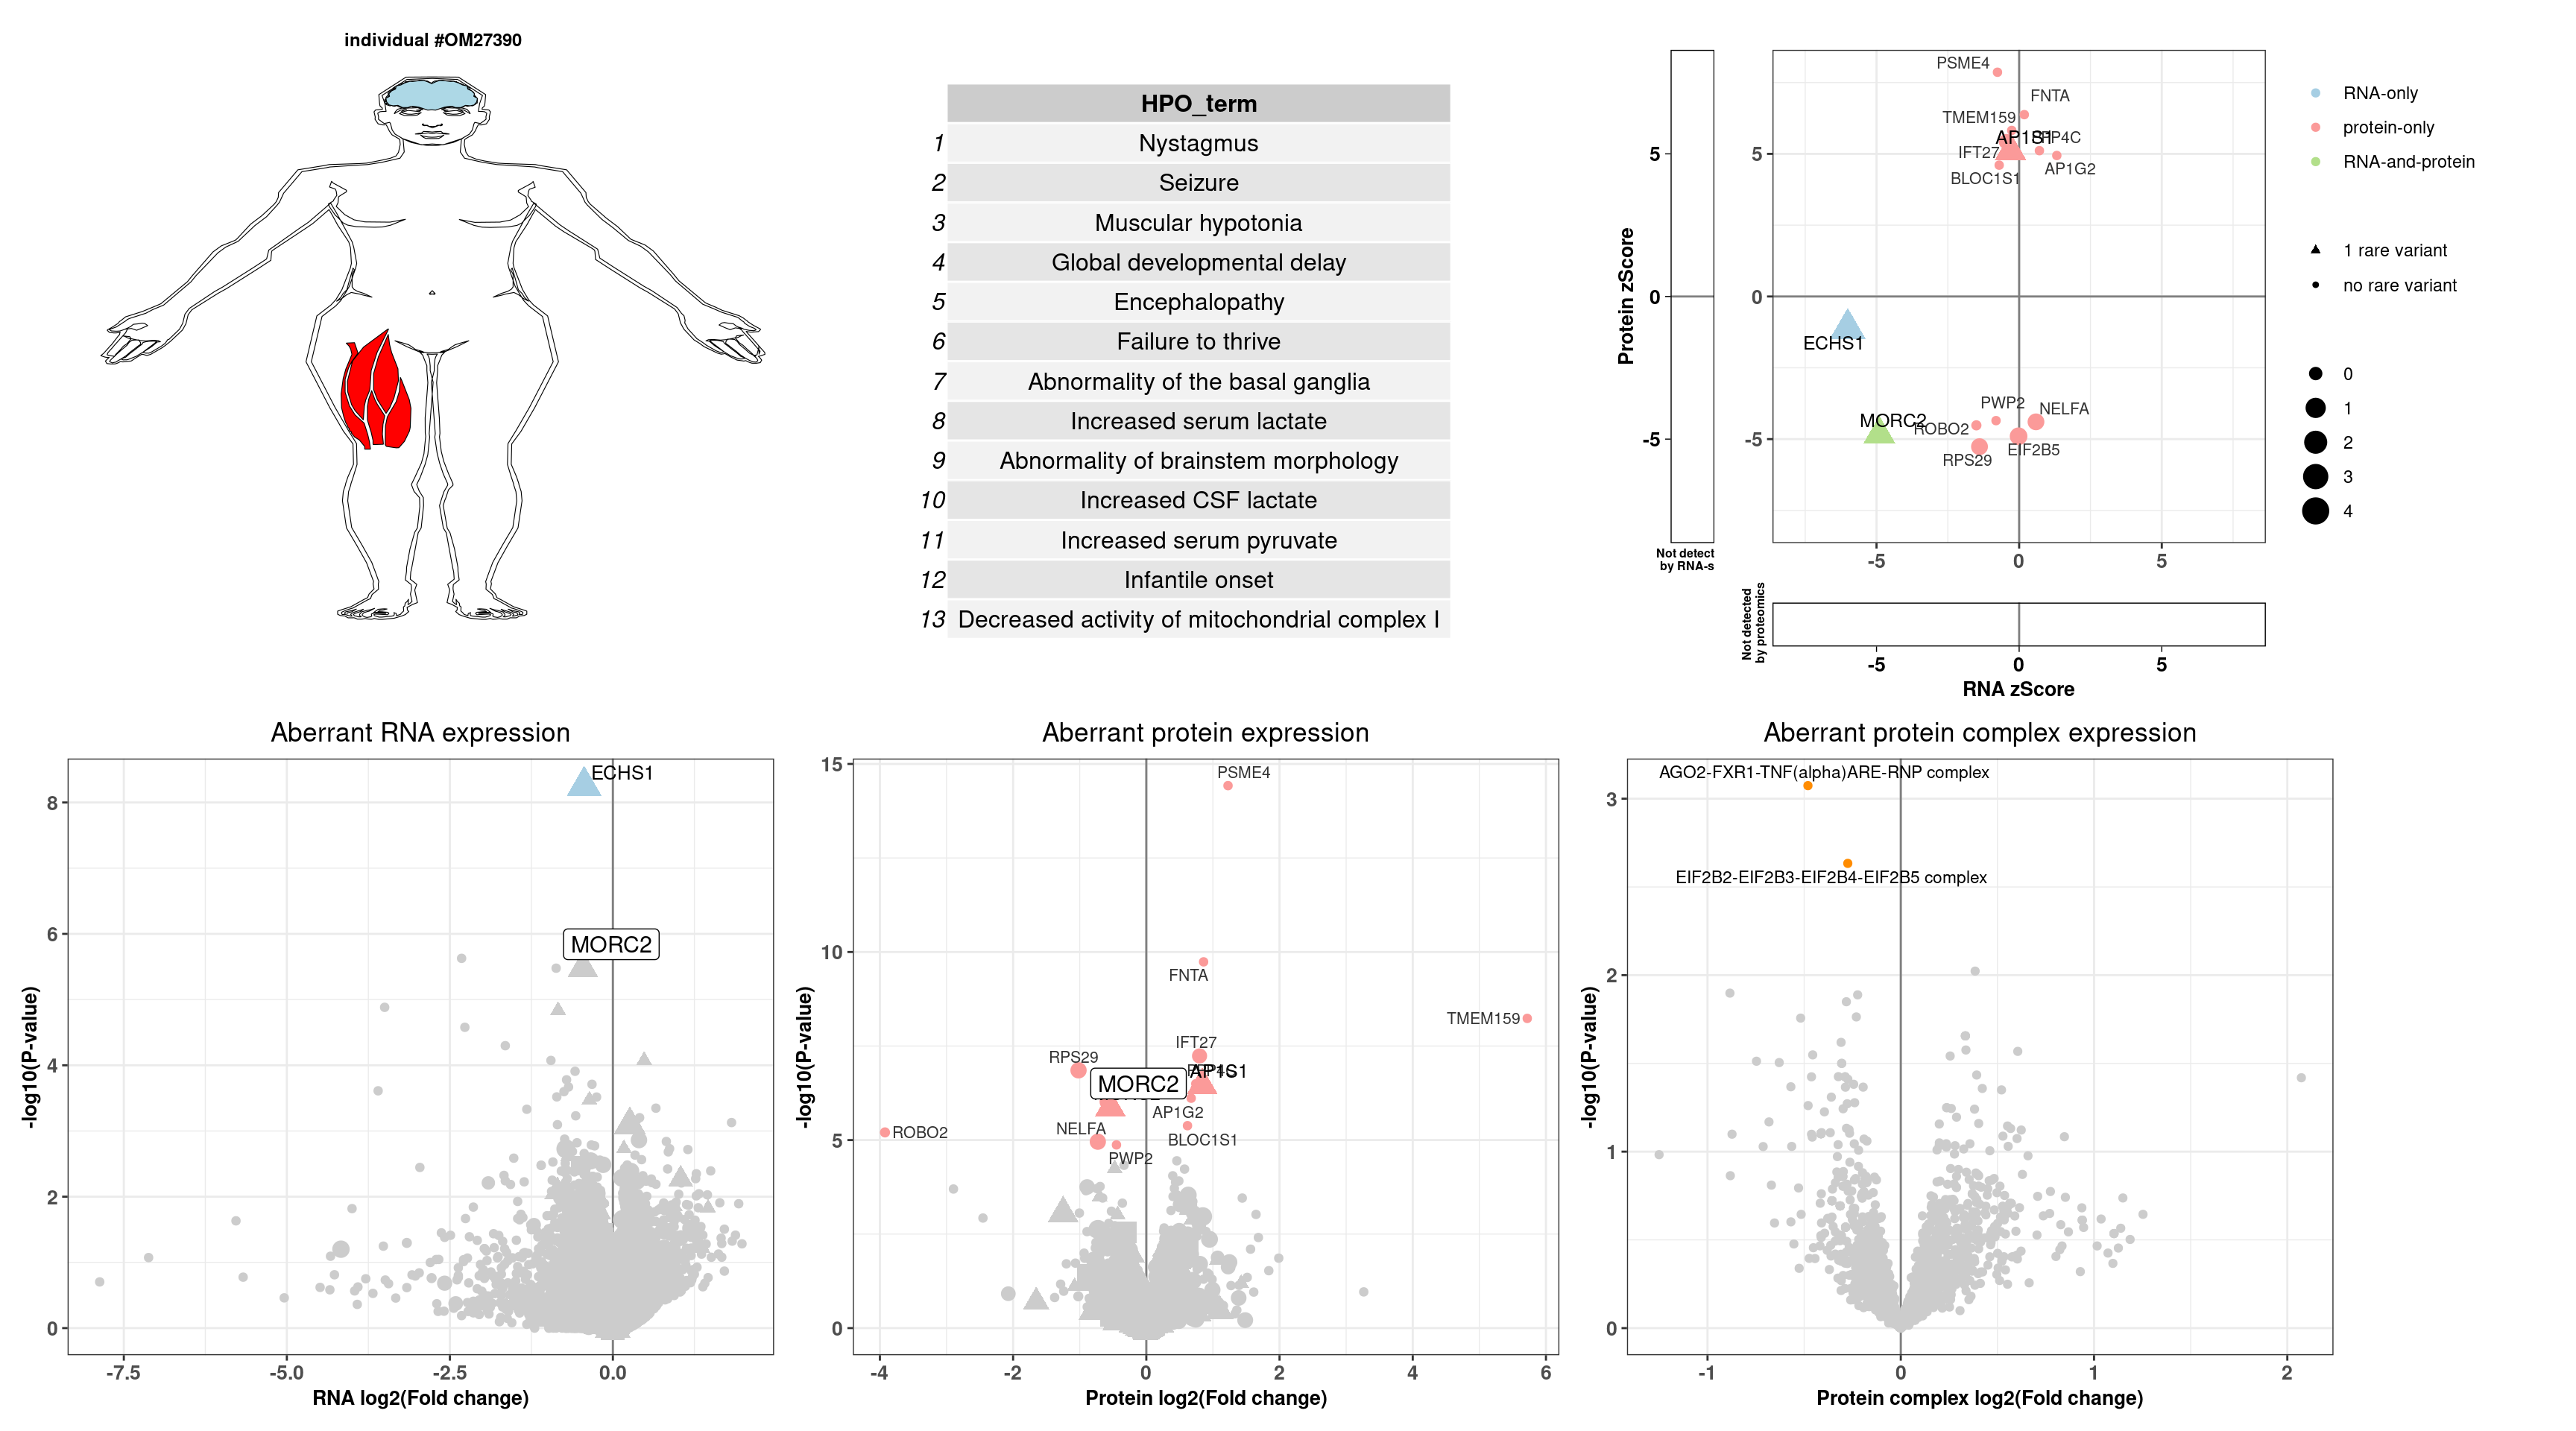 individual #OM27390
HPO_term
1 Nystagmus
2 Seizure
3 Muscular hypotonia
4 Global developmental delay
5 Encephalopathy
6 Failure to thrive
7 Abnormality of the basal ganglia
8 Increased serum lactate
9 Abnormality of brainstem morphology
10 Increased CSF lactate
11 Increased serum pyruvate
12 Infantile onset
13 Decreased activity of mitochondrial complex I
Protein zScore
5
0
-5
Not detect
by RNA-s
5
0
-5
PSME4
FNTA
TMEM159
AP1S1
IFT27
AP1G2
BLOC1S1
ECHS1
MORC2
ROBO2
PWP2
NELFA
EIF2B5
RPS29
-5 0 5
Not detected
by proteomics
-5 0 5
RNA zScore
RNA-only
protein-only
RNA-and-protein
1 rare variant
no rare variant
0
1
2
3
4
Aberrant RNA expression
-log10(P-value)
8
6
4
2
0
ECHS1
MORC2
-7.5 -5.0 -2.5 0.0
RNA log2(Fold change)
Aberrant protein expression
-log10(P-value)
15
10
5
0
PSME4
FNTA
TMEM159
IFT27
RPS29
AP1S1
MORC2
AP1G2
ROBO2
NELFA
BLOC1S1
PWP2
-4 -2 0 2 4 6
Protein log2(Fold change)
Aberrant protein complex expression
-log10(P-value)
3
2
1
0
AGO2-FXR1-TNF(alpha)ARE-RNP complex
EIF2B2-EIF2B3-EIF2B4-EIF2B5 complex
-1 0 1 2
Protein complex log2(Fold change)